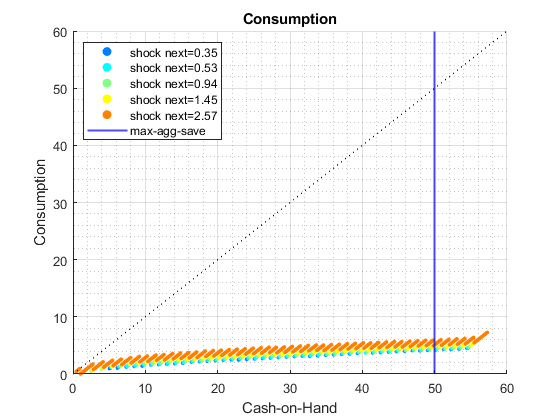 Consumption
60
50
40
30
20
10
0
Consumption
shock next=0.35
shock next=0.53
shock next=0.94
shock next=1.45
shock next=2.57
max-agg-save
0 10 20 30 40 50 60
Cash-on-Hand